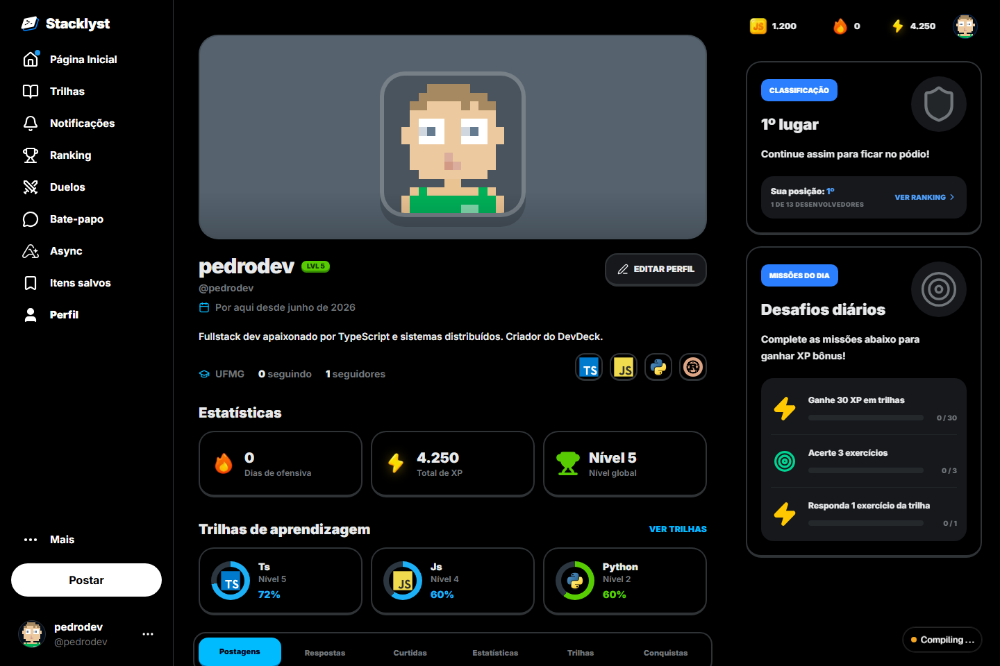 Stacklyst
Página Inicial
Trilhas
Notificações
Ranking
Duelos
Bate-papo
Async
Itens salvos
Perfil
Mais
Postar
pedrodev
@pedrodev
pedrodev LVL 5
@pedrodev
Por aqui desde junho de 2026
EDITAR PERFIL
Fullstack dev apaixonado por TypeScript e sistemas distribuídos. Criador do DevDeck.
UFMG 0 seguindo 1 seguidores
TS JS R
Estatísticas
0
Dias de ofensiva
4.250
Total de XP
Nível 5
Nível global
Trilhas de aprendizagem VER TRILHAS
TS
Ts
Nível 5
72%
JS
Js
Nível 4
60%
Python
Nível 2
60%
Postagens Respostas Curtidas Estatísticas Trilhas Conquistas
JS 1.200 0 4.250
CLASSIFICAÇÃO
1º lugar
Continue assim para ficar no pódio!
Sua posição: 1º
1 DE 13 DESENVOLVEDORES
VER RANKING
MISSÕES DO DIA
Desafios diários
Complete as missões abaixo para
ganhar XP bônus!
Ganhe 30 XP em trilhas
0 / 30
Acerte 3 exercícios
0 / 3
Responda 1 exercício da trilha
0 / 1
Compiling ...